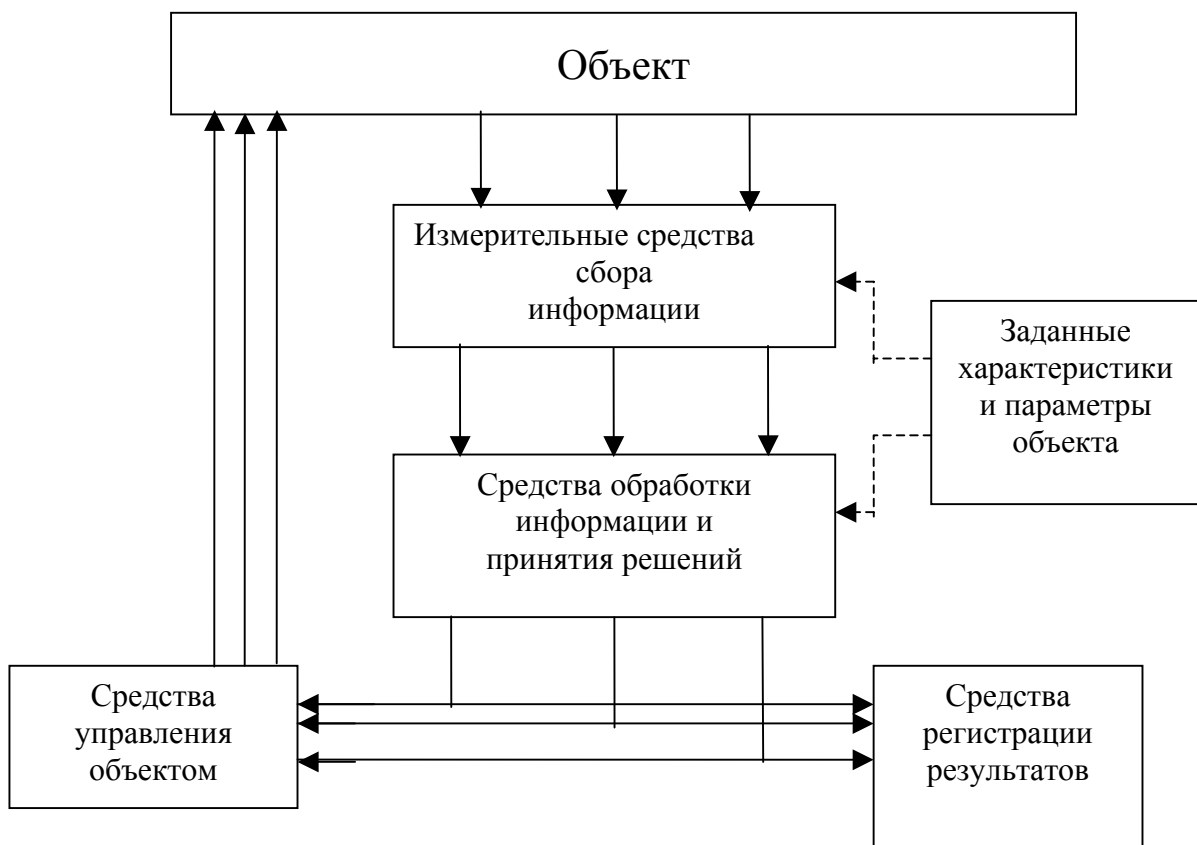 Объект
Измерительные средства
сбора
информации
Заданные
характеристики
и параметры
объекта
Средства обработки
информации и
принятия решений
Средства
управления
объектом
Средства
регистрации
результатов